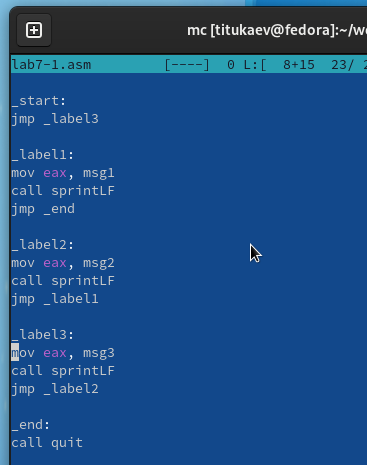 mc [titukaev@fedora]:~/w
lab7-1.asm [----] 0 L:[ 8+15 23/ 2
_start:
jmp _label3
_label1:
mov eax, msg1
call sprintLF
jmp _end
_label2:
mov eax, msg2
call sprintLF
jmp _label1
_label3:
mov eax, msg3
call sprintLF
jmp _label2
_end:
call quit